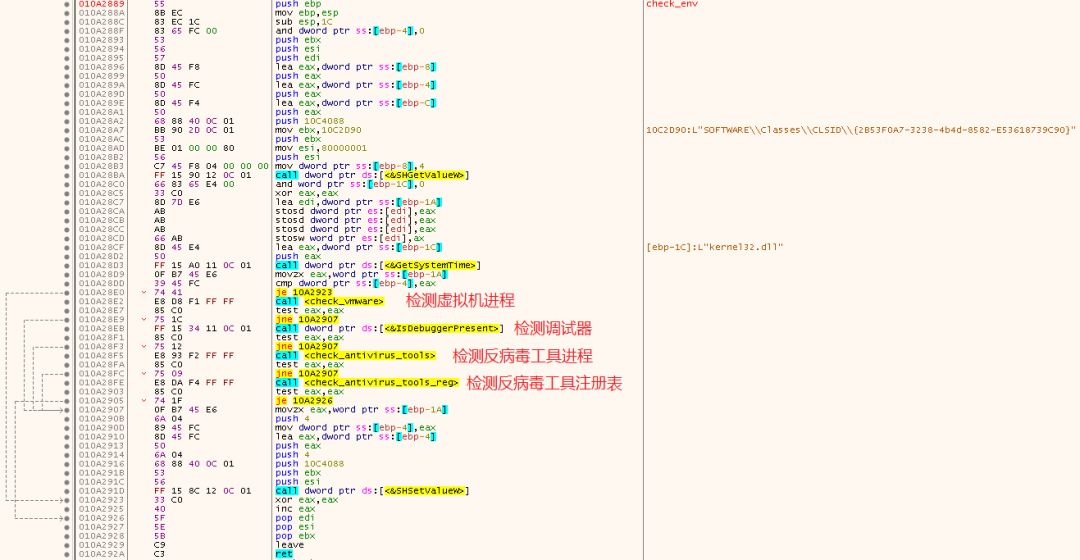 010A2889 55 push ebp check_env
010A288A 8B EC mov ebp,esp
010A288C 83 EC 1C sub esp,1C
010A288F 83 65 FC 00 and dword ptr ss:[ebp-4],0
010A2893 53 push ebx
010A2894 56 push esi
010A2895 57 push edi
010A2896 8D 45 F8 lea eax,dword ptr ss:[ebp-8]
010A2899 50 push eax
010A289A 8D 45 FC lea eax,dword ptr ss:[ebp-4]
010A289D 50 push eax
010A289E 8D 45 F4 lea eax,dword ptr ss:[ebp-C]
010A28A1 50 push eax
010A28A2 68 88 40 0C 01 push 10C4088
010A28A7 BB 90 2D 0C 01 mov ebx,10C2D90 10C2D90:L"SOFTWARE\\Classes\\CLSID\\{2B53F0A7-3238-4b4d-8582-E53618739C90}"
010A28AC 53 push ebx
010A28AD BE 01 00 00 80 mov esi,80000001
010A28B2 56 push esi
010A28B3 C7 45 F8 04 00 00 00 mov dword ptr ss:[ebp-8],4
010A28BA FF 15 90 12 0C 01 call dword ptr ds:[<&SHGetValueW>]
010A28C0 66 83 65 E4 00 and word ptr ss:[ebp-1C],0
010A28C5 33 C0 xor eax,eax
010A28C7 8D 7D E6 lea edi,dword ptr ss:[ebp-1A]
010A28CA AB stosd dword ptr es:[edi],eax
010A28CB AB stosd dword ptr es:[edi],eax
010A28CC AB stosd dword ptr es:[edi],eax
010A28CD 66 AB stosw word ptr es:[edi],ax
010A28CF 8D 45 E4 lea eax,dword ptr ss:[ebp-1C] [ebp-1C]:L"kernel32.dll"
010A28D2 50 push eax
010A28D3 FF 15 A0 11 0C 01 call dword ptr ds:[<&GetSystemTime>]
010A28D9 0F B7 45 E6 movzx eax,word ptr ss:[ebp-1A]
010A28DD 39 45 FC cmp dword ptr ss:[ebp-4],eax
010A28E0 74 41 je 10A2923
010A28E2 E8 D8 F1 FF FF call <check_vmware> 检测虚拟机进程
010A28E7 85 C0 test eax,eax
010A28E9 75 1C jne 10A2907
010A28EB FF 15 34 11 0C 01 call dword ptr ds:[<&IsDebuggerPresent>] 检测调试器
010A28F1 85 C0 test eax,eax
010A28F3 75 12 jne 10A2907
010A28F5 E8 93 F2 FF FF call <check_antivirus_tools> 检测反病毒工具进程
010A28FA 85 C0 test eax,eax
010A28FC 75 09 jne 10A2907
010A28FE E8 DA F4 FF FF call <check_antivirus_tools_reg> 检测反病毒工具注册表
010A2903 85 C0 test eax,eax
010A2905 74 1F je 10A2926
010A2907 0F B7 45 E6 movzx eax,word ptr ss:[ebp-1A]
010A290B 6A 04 push 4
010A290D 89 45 FC mov dword ptr ss:[ebp-4],eax
010A2910 8D 45 FC lea eax,dword ptr ss:[ebp-4]
010A2913 50 push eax
010A2914 6A 04 push 4
010A2916 68 88 40 0C 01 push 10C4088
010A291B 53 push ebx
010A291C 56 push esi
010A291D FF 15 8C 12 0C 01 call dword ptr ds:[<&SHSetValueW>]
010A2923 33 C0 xor eax,eax
010A2925 40 inc eax
010A2926 5F pop edi
010A2927 5E pop esi
010A2928 5B pop ebx
010A2929 C9 leave
010A292A C3 ret